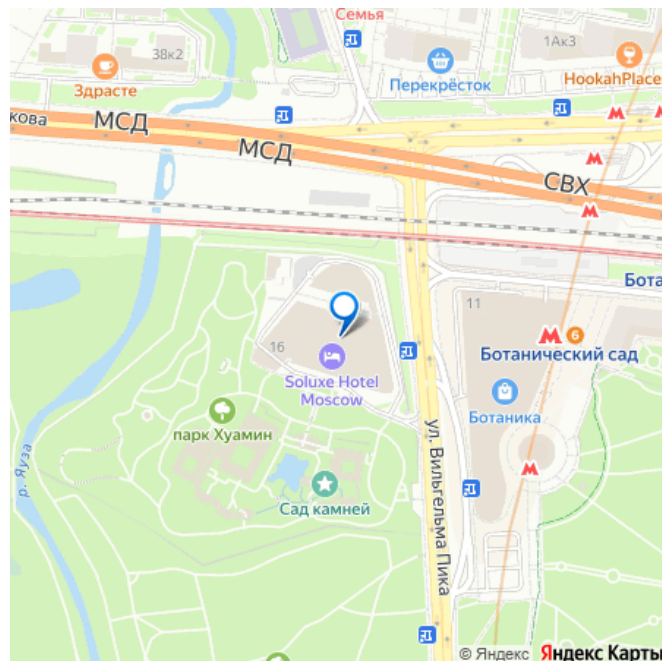 Семья
38к2
1Ак3
Здрасте
Перекрёсток
HookahPlace
кова
МСД
МСД
СВХ
Бота
11
6
Ботанический сад
16
Soluxe Hotel
Moscow
Ботаника
парк Хуамин
ул. Вильгельма Пика
р. Яуза
Сад камней
© Яндекс Яндекс Карты